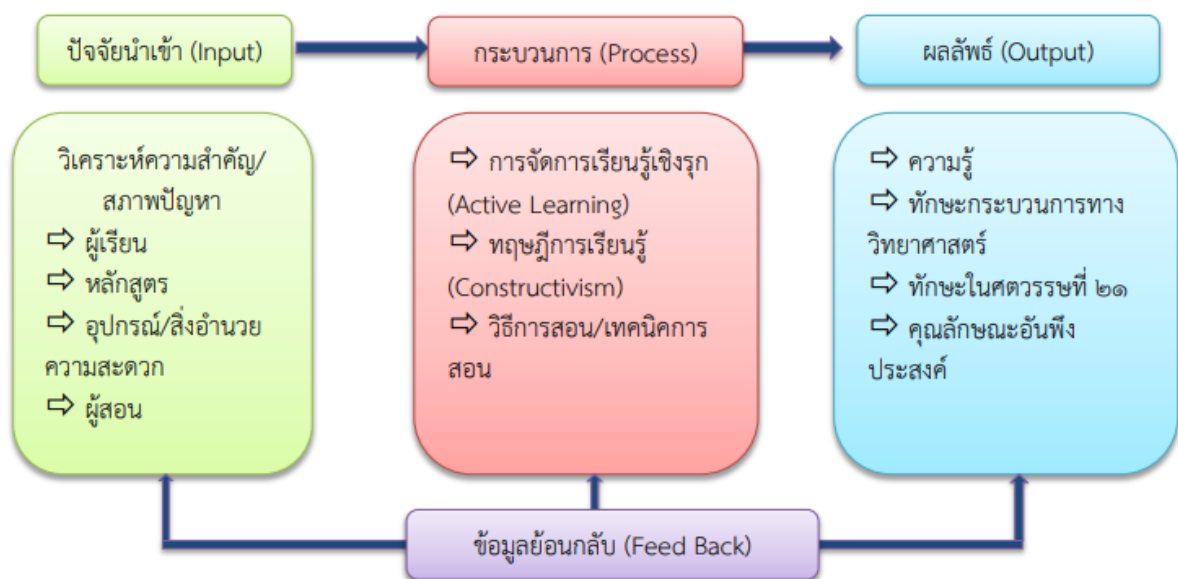 ปัจจัยนำเข้า (Input)
กระบวนการ (Process)
ผลลัพธ์ (Output)
วิเคราะห์ความสำคัญ/
สภาพปัญหา
⇨ ผู้เรียน
⇨ หลักสูตร
⇨ อุปกรณ์/สิ่งอำนวย
ความสะดวก
⇨ ผู้สอน
⇨ การจัดการเรียนรู้เชิงรุก
(Active Learning)
⇨ ทฤษฎีการเรียนรู้
(Constructivism)
⇨ วิธีการสอน/เทคนิคการ
สอน
⇨ ความรู้
⇨ ทักษะกระบวนการทาง
วิทยาศาสตร์
⇨ ทักษะในศตวรรษที่ ๒๑
⇨ คุณลักษณะอันพึง
ประสงค์
ข้อมูลย้อนกลับ (Feed Back)